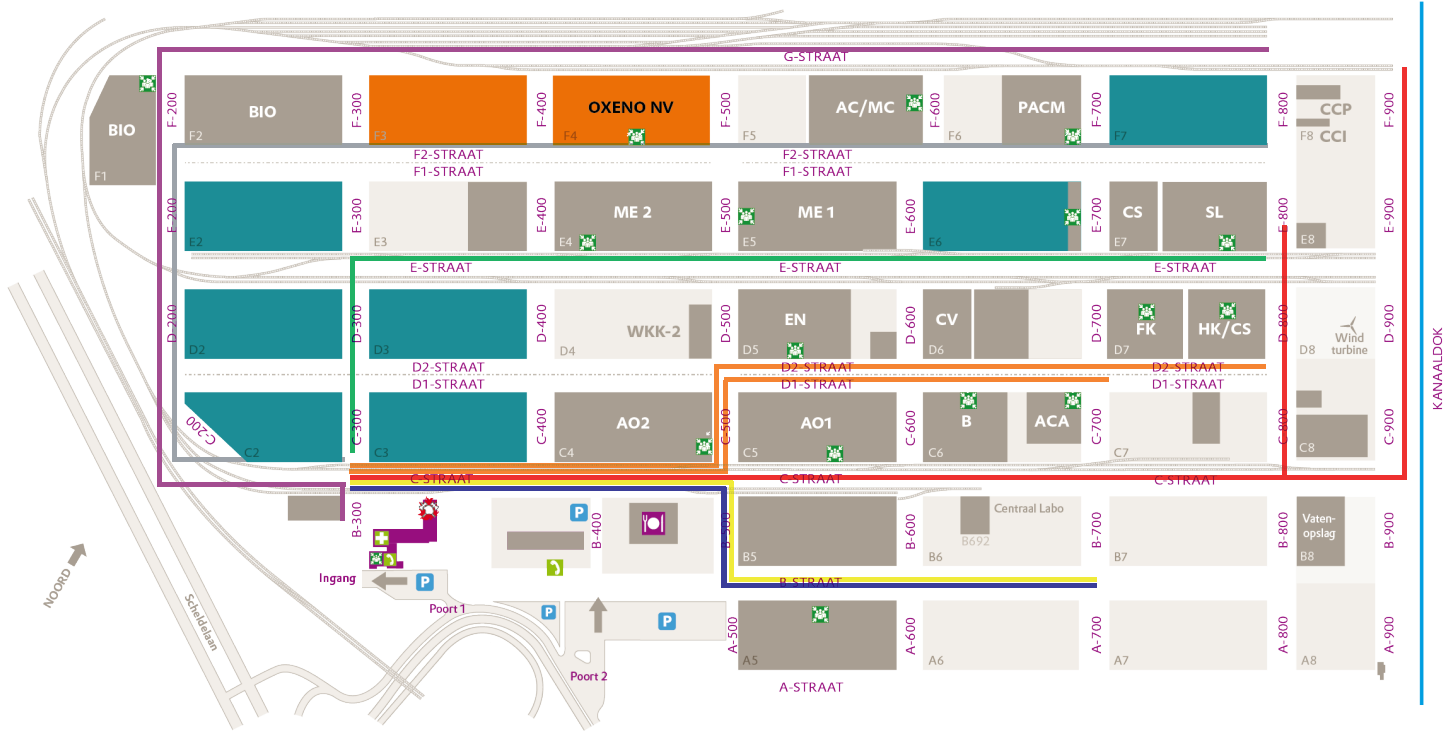 G-STRAAT
BIO
F1
F-200
BIO
F2
F-300
F3
F-400
OXENO NV
F4
F-500
F5
AC/MC
F-600
F6
PACM
F-700
F7
F-800
CCP
F8
CCI
F-900
F2-STRAAT
F2-STRAAT
F1-STRAAT
F1-STRAAT
E-200
E2
E-300
E3
E-400
ME 2
E4
E-500
ME 1
E5
E-600
E6
E-700
CS
E7
SL
E-800
E8
E-900
E-STRAAT
E-STRAAT
E-STRAAT
D-200
D2
D-300
D3
D-400
WKK-2
D4
D-500
EN
D5
D-600
CV
D6
D-700
FK
D7
HK/CS
D-800
Wind
turbine
D8
D-900
D2-STRAAT
D2-STRAAT
D2-STRAAT
D1-STRAAT
D1-STRAAT
D1-STRAAT
C-200
C2
C-300
C3
C-400
AO2
C4
C-500
AO1
C5
C-600
B
C6
ACA
C-700
C7
C-800
C8
C-900
C-STRAAT
C-STRAAT
C-STRAAT
KANAALDOK
B-300
P
B-400
B-500
B5
B-600
Centraal Labo
B692
B6
B-700
B7
B-800
Vaten-
opslag
B8
B-900
B-STRAAT
Ingang
P
Poort 1
P
P
Poort 2
NOORD
Scheldelaan
A-500
A5
A-600
A6
A-700
A7
A-800
A8
A-900
A-STRAAT